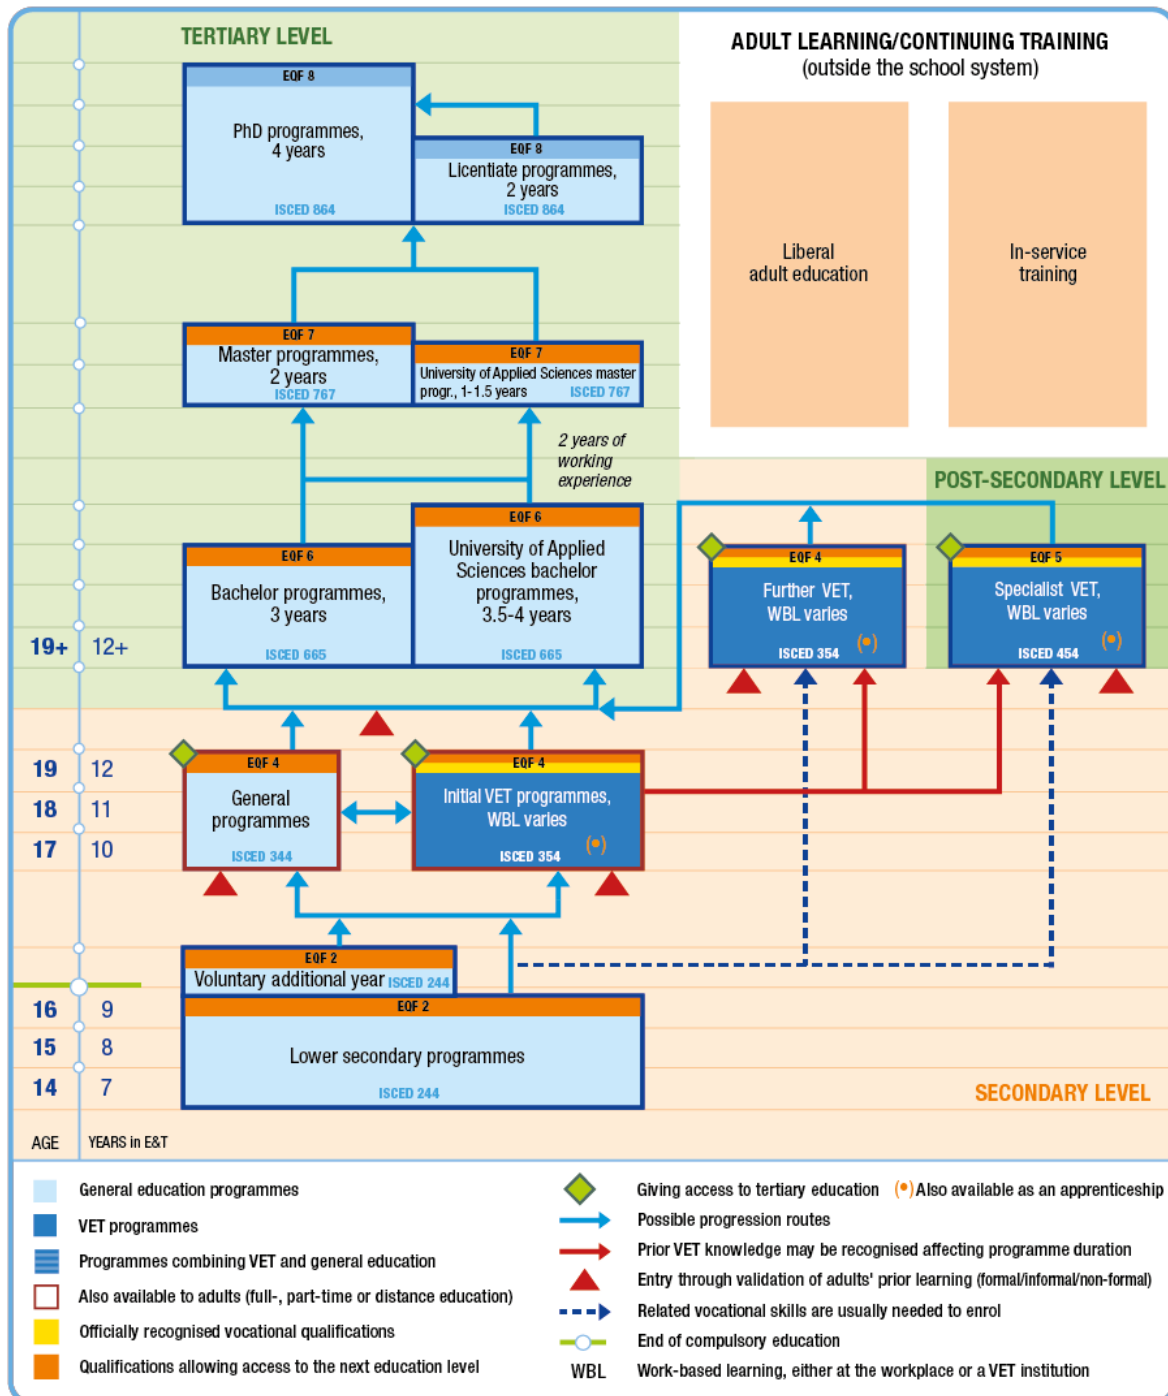 TERTIARY LEVEL
ADULT LEARNING/CONTINUING TRAINING
(outside the school system)
EQF 8
PhD programmes,
4 years
ISCED 864
EQF 8
Licentiate programmes,
2 years
ISCED 864
Liberal
adult education
In-service
training
EQF 7
Master programmes,
2 years
ISCED 767
EQF 7
University of Applied Sciences master
progr., 1-1.5 years
ISCED 767
2 years of
working
experience
POST-SECONDARY LEVEL
EQF 6
Bachelor programmes,
3 years
ISCED 665
EQF 6
University of Applied
Sciences bachelor
programmes,
3.5-4 years
ISCED 665
EQF 4
Further VET,
WBL varies
(•)
ISCED 354
EQF 5
Specialist VET,
WBL varies
(•)
ISCED 454
19+ 12+
EQF 4
General
programmes
ISCED 344
EQF 4
Initial VET programmes,
WBL varies
(•)
ISCED 354
19 12
18 11
17 10
EQF 2
Voluntary additional year ISCED 244
EQF 2
Lower secondary programmes
ISCED 244
16 9
15 8
14 7
SECONDARY LEVEL
AGE YEARS in E&T
General education programmes
VET programmes
Programmes combining VET and general education
Also available to adults (full-, part-time or distance education)
Officially recognised vocational qualifications
Qualifications allowing access to the next education level
Giving access to tertiary education (•) Also available as an apprenticeship
Possible progression routes
Prior VET knowledge may be recognised affecting programme duration
Entry through validation of adults' prior learning (formal/informal/non-formal)
Related vocational skills are usually needed to enrol
End of compulsory education
WBL Work-based learning, either at the workplace or a VET institution